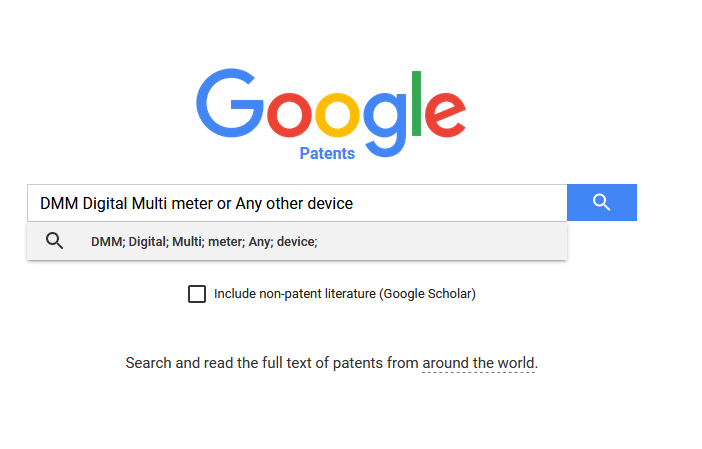 Google
Patents
DMM Digital Multi meter or Any other device
DMM; Digital; Multi; meter; Any; device;
Include non-patent literature (Google Scholar)
Search and read the full text of patents from around the world.